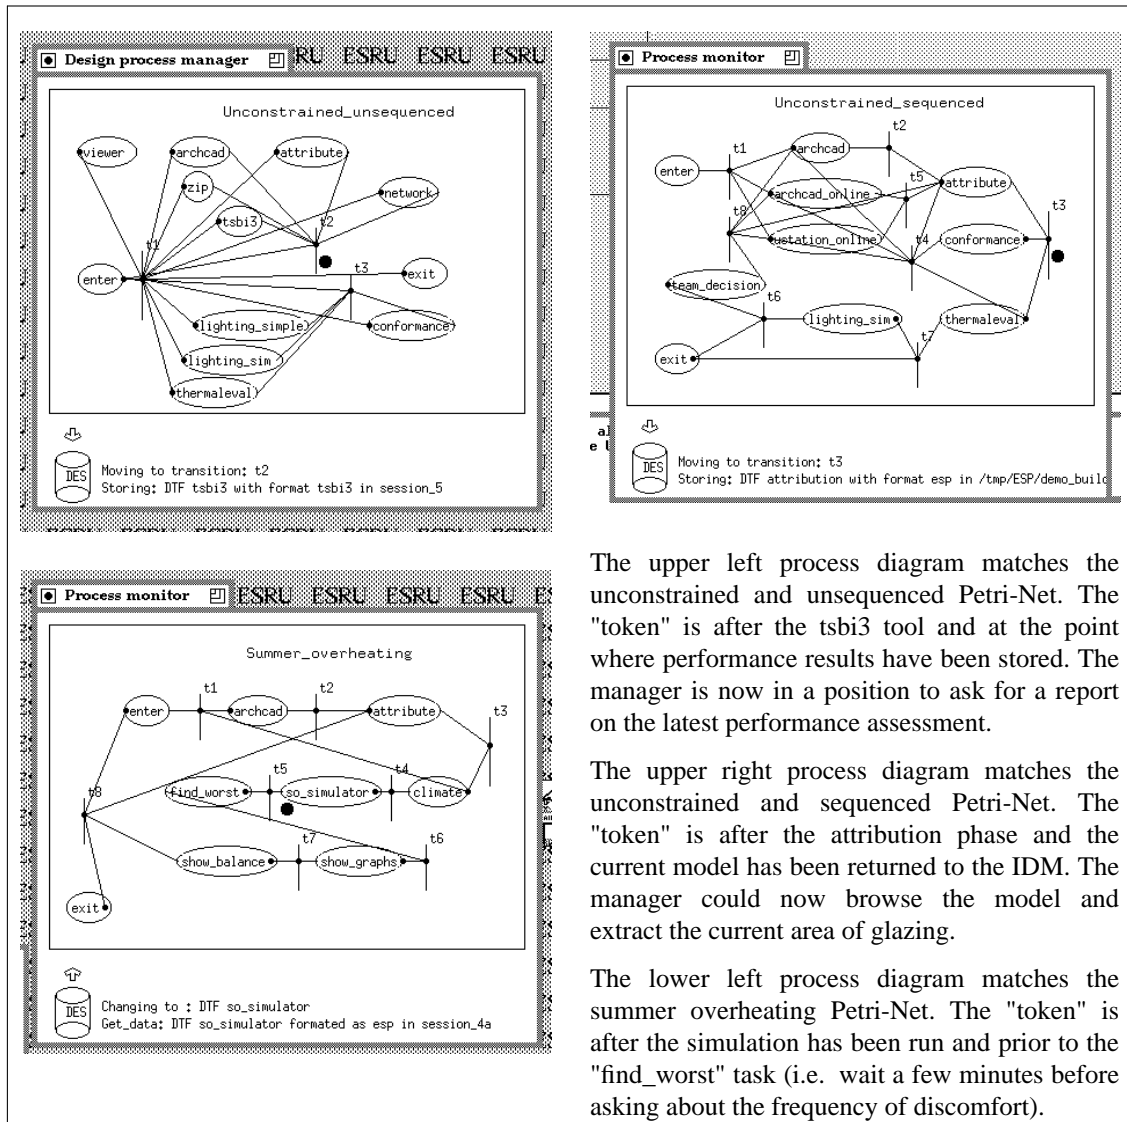 Design process manager
RU ESRU ESRU ESRU
Unconstrained_unsequenced
viewer
archcad
attribute
zip
network
tsbi3
t2
t1
t3
enter
exit
lighting_simple
conformance
lighting_sim
thermaleval
DES
Moving to transition: t2
Storing: DTF tsbi3 with format tsbi3 in session_5
Process monitor
Unconstrained_sequenced
t2
t1
archcad
enter
t5
attribute
archcad_online
t8
t3
ustation_online
t4
conformance
team_decision
t6
lighting_sim
thermaleval
t7
exit
DES
Moving to transition: t3
Storing: DTF attribution with format esp in /tmp/ESP/demo_build
Process monitor
ESRU ESRU ESRU ESRU
Summer_overheating
t1
t2
enter
archcad
attribute
t3
t5
t4
find_worst
so_simulator
climate
t8
t7
t6
show_balance
show_graphs
exit
DES
Changing to : DTF so_simulator
Get_data: DTF so_simulator formated as esp in session_4a
The upper left process diagram matches the
unconstrained and unsequenced Petri-Net. The
"token" is after the tsbi3 tool and at the point
where performance results have been stored. The
manager is now in a position to ask for a report
on the latest performance assessment.
The upper right process diagram matches the
unconstrained and sequenced Petri-Net. The
"token" is after the attribution phase and the
current model has been returned to the IDM. The
manager could now browse the model and
extract the current area of glazing.
The lower left process diagram matches the
summer overheating Petri-Net. The "token" is
after the simulation has been run and prior to the
"find_worst" task (i.e. wait a few minutes before
asking about the frequency of discomfort).